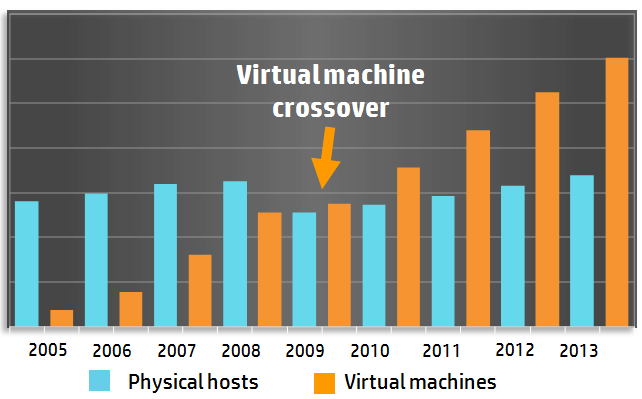 Virtual machine
crossover
2005 2006 2007 2008 2009 2010 2011 2012 2013
Physical hosts Virtual machines